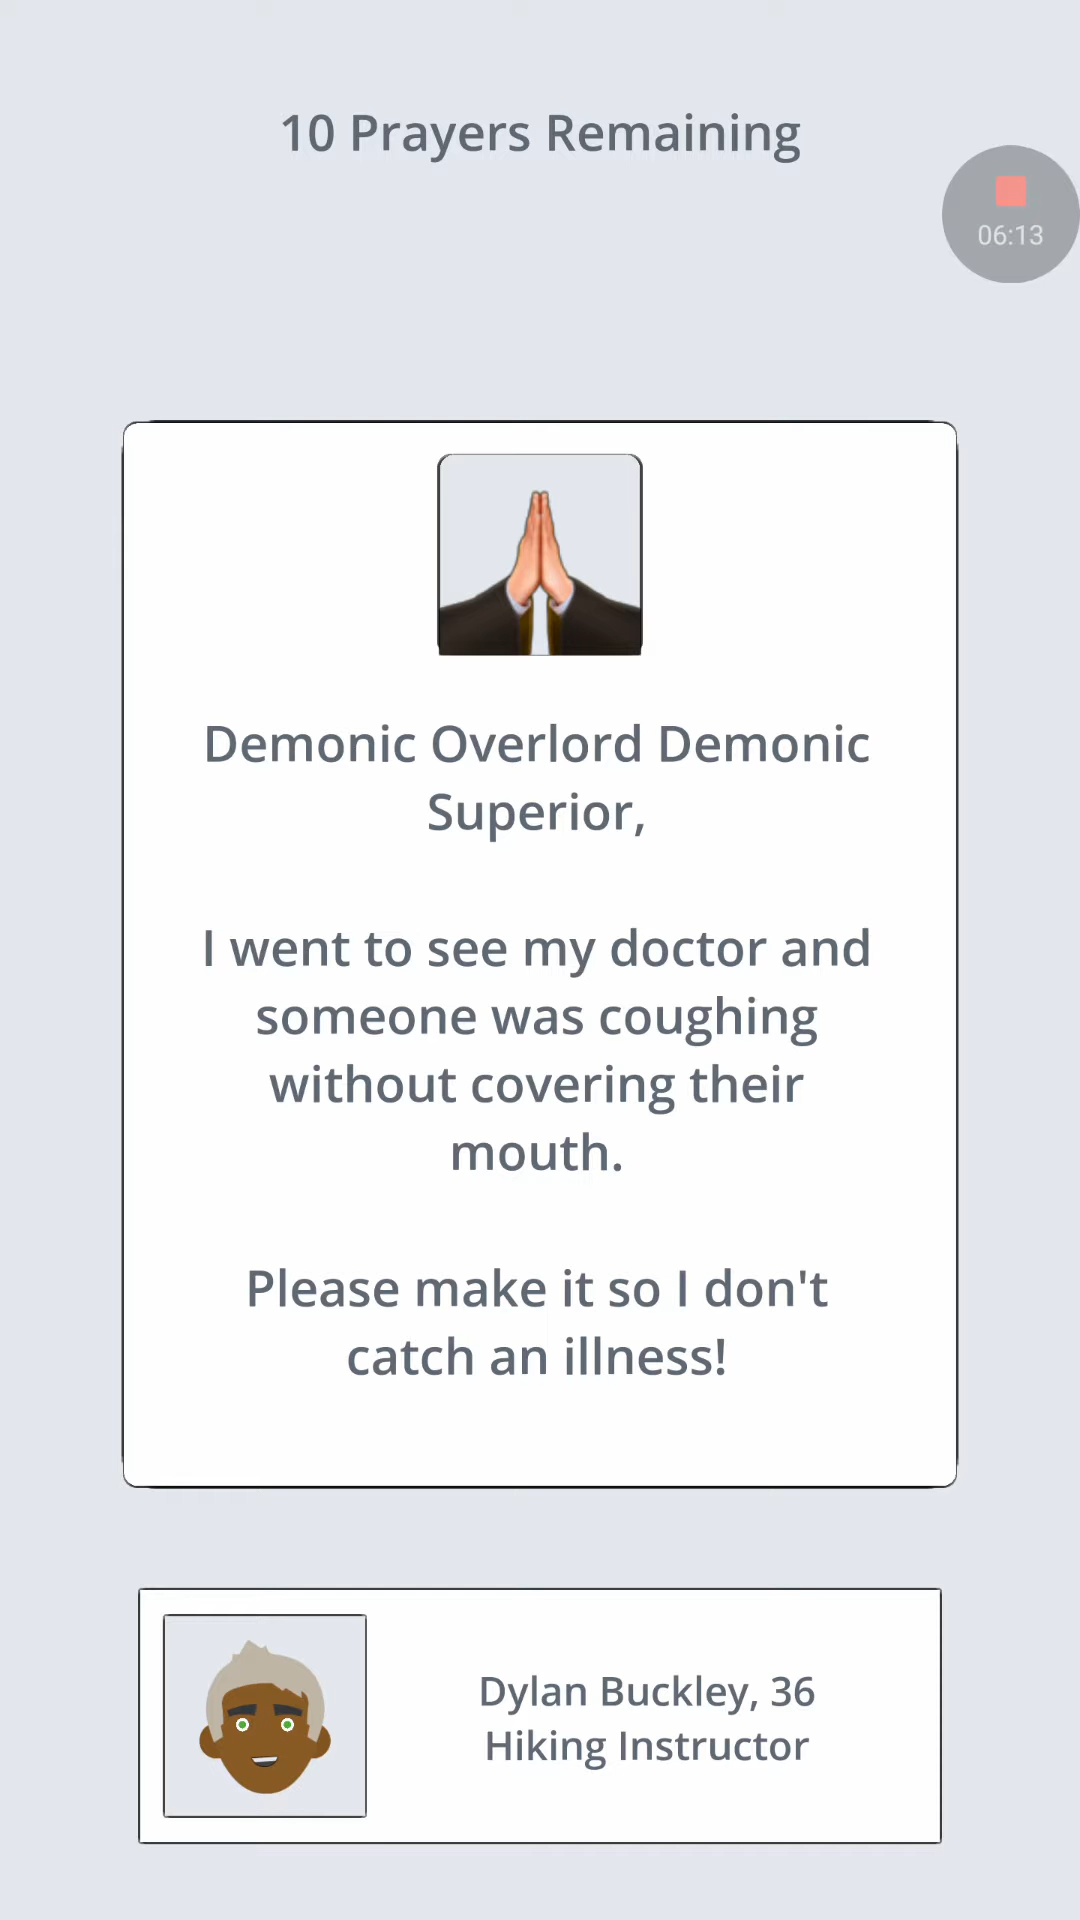 10 Prayers Remaining
06:13
Demonic Overlord Demonic
Superior,
I went to see my doctor and
someone was coughing
without covering their
mouth.
Please make it so I don't
catch an illness!
Dylan Buckley, 36
Hiking Instructor